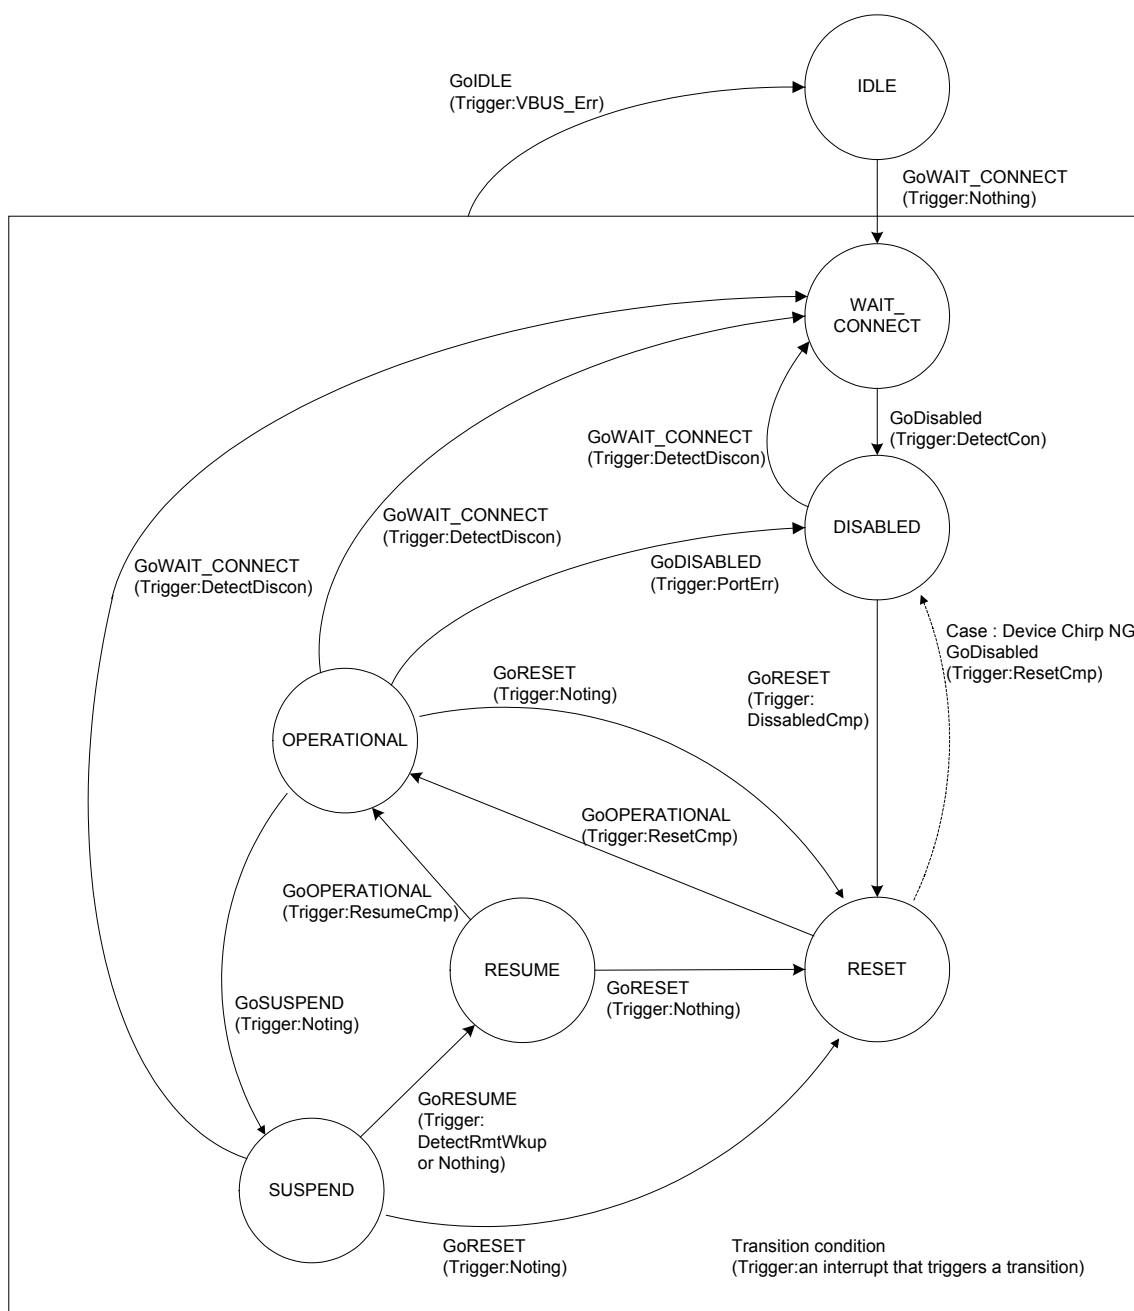 IDLE
GoIDLE
(Trigger:VBUS_Err)
GoWAIT_CONNECT
(Trigger:Nothing)
WAIT_
CONNECT
GoDisabled
(Trigger:DetectCon)
GoWAIT_CONNECT
(Trigger:DetectDiscon)
GoWAIT_CONNECT
(Trigger:DetectDiscon)
GoWAIT_CONNECT
(Trigger:DetectDiscon)
DISABLED
GoDISABLED
(Trigger:PortErr)
Case : Device Chirp NG
GoDisabled
(Trigger:ResetCmp)
GoRESET
(Trigger:Noting)
GoRESET
(Trigger:
DissabledCmp)
OPERATIONAL
GoOPERATIONAL
(Trigger:ResetCmp)
GoOPERATIONAL
(Trigger:ResumeCmp)
RESUME
RESET
GoRESET
(Trigger:Nothing)
GoSUSPEND
(Trigger:Noting)
GoRESUME
(Trigger:
DetectRmtWkup
or Nothing)
SUSPEND
GoRESET
(Trigger:Noting)
Transition condition
(Trigger:an interrupt that triggers a transition)